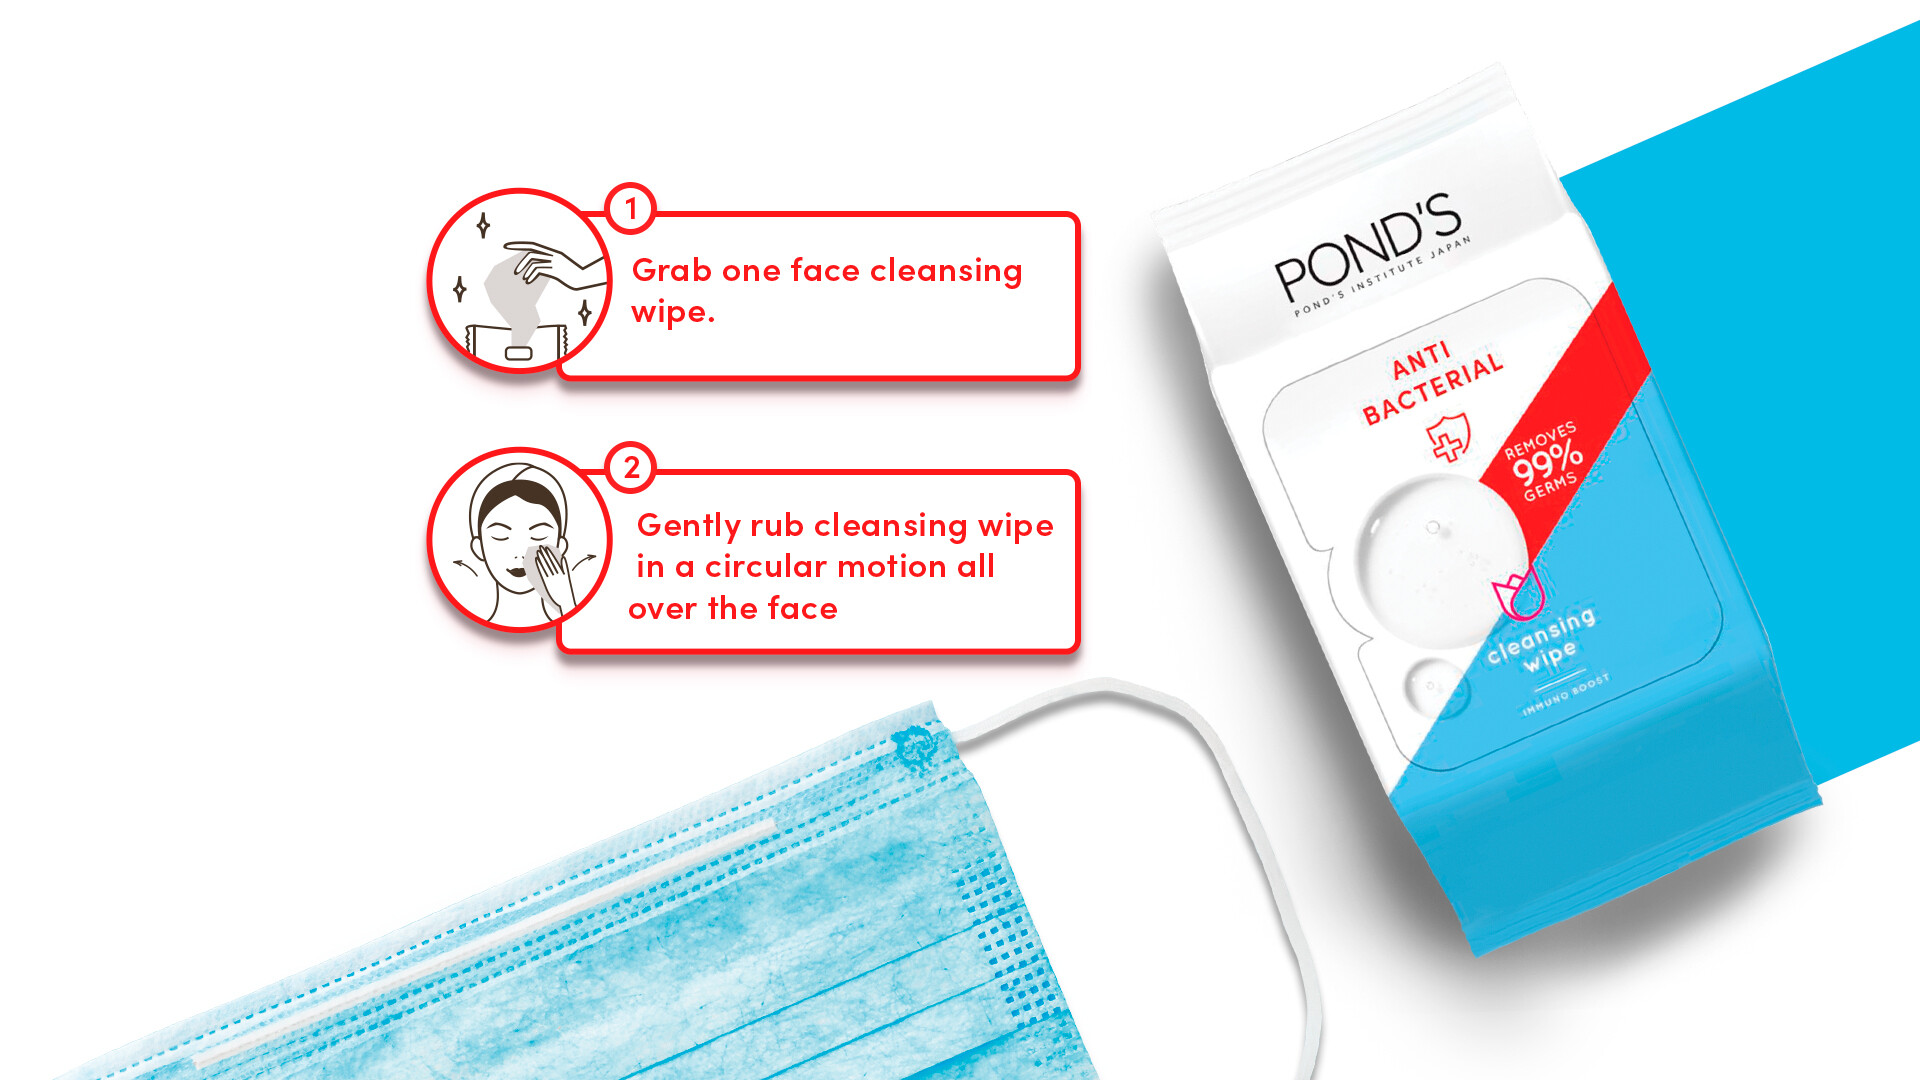 1
Grab one face cleansing
wipe.
2
Gently rub cleansing wipe
in a circular motion all
over the face
POND'S
POND'S INSTITUTE JAPAN
ANTI
BACTERIAL
REMOVES
99%
GERMS
cleansing
wipe
IMMUNO BOOST